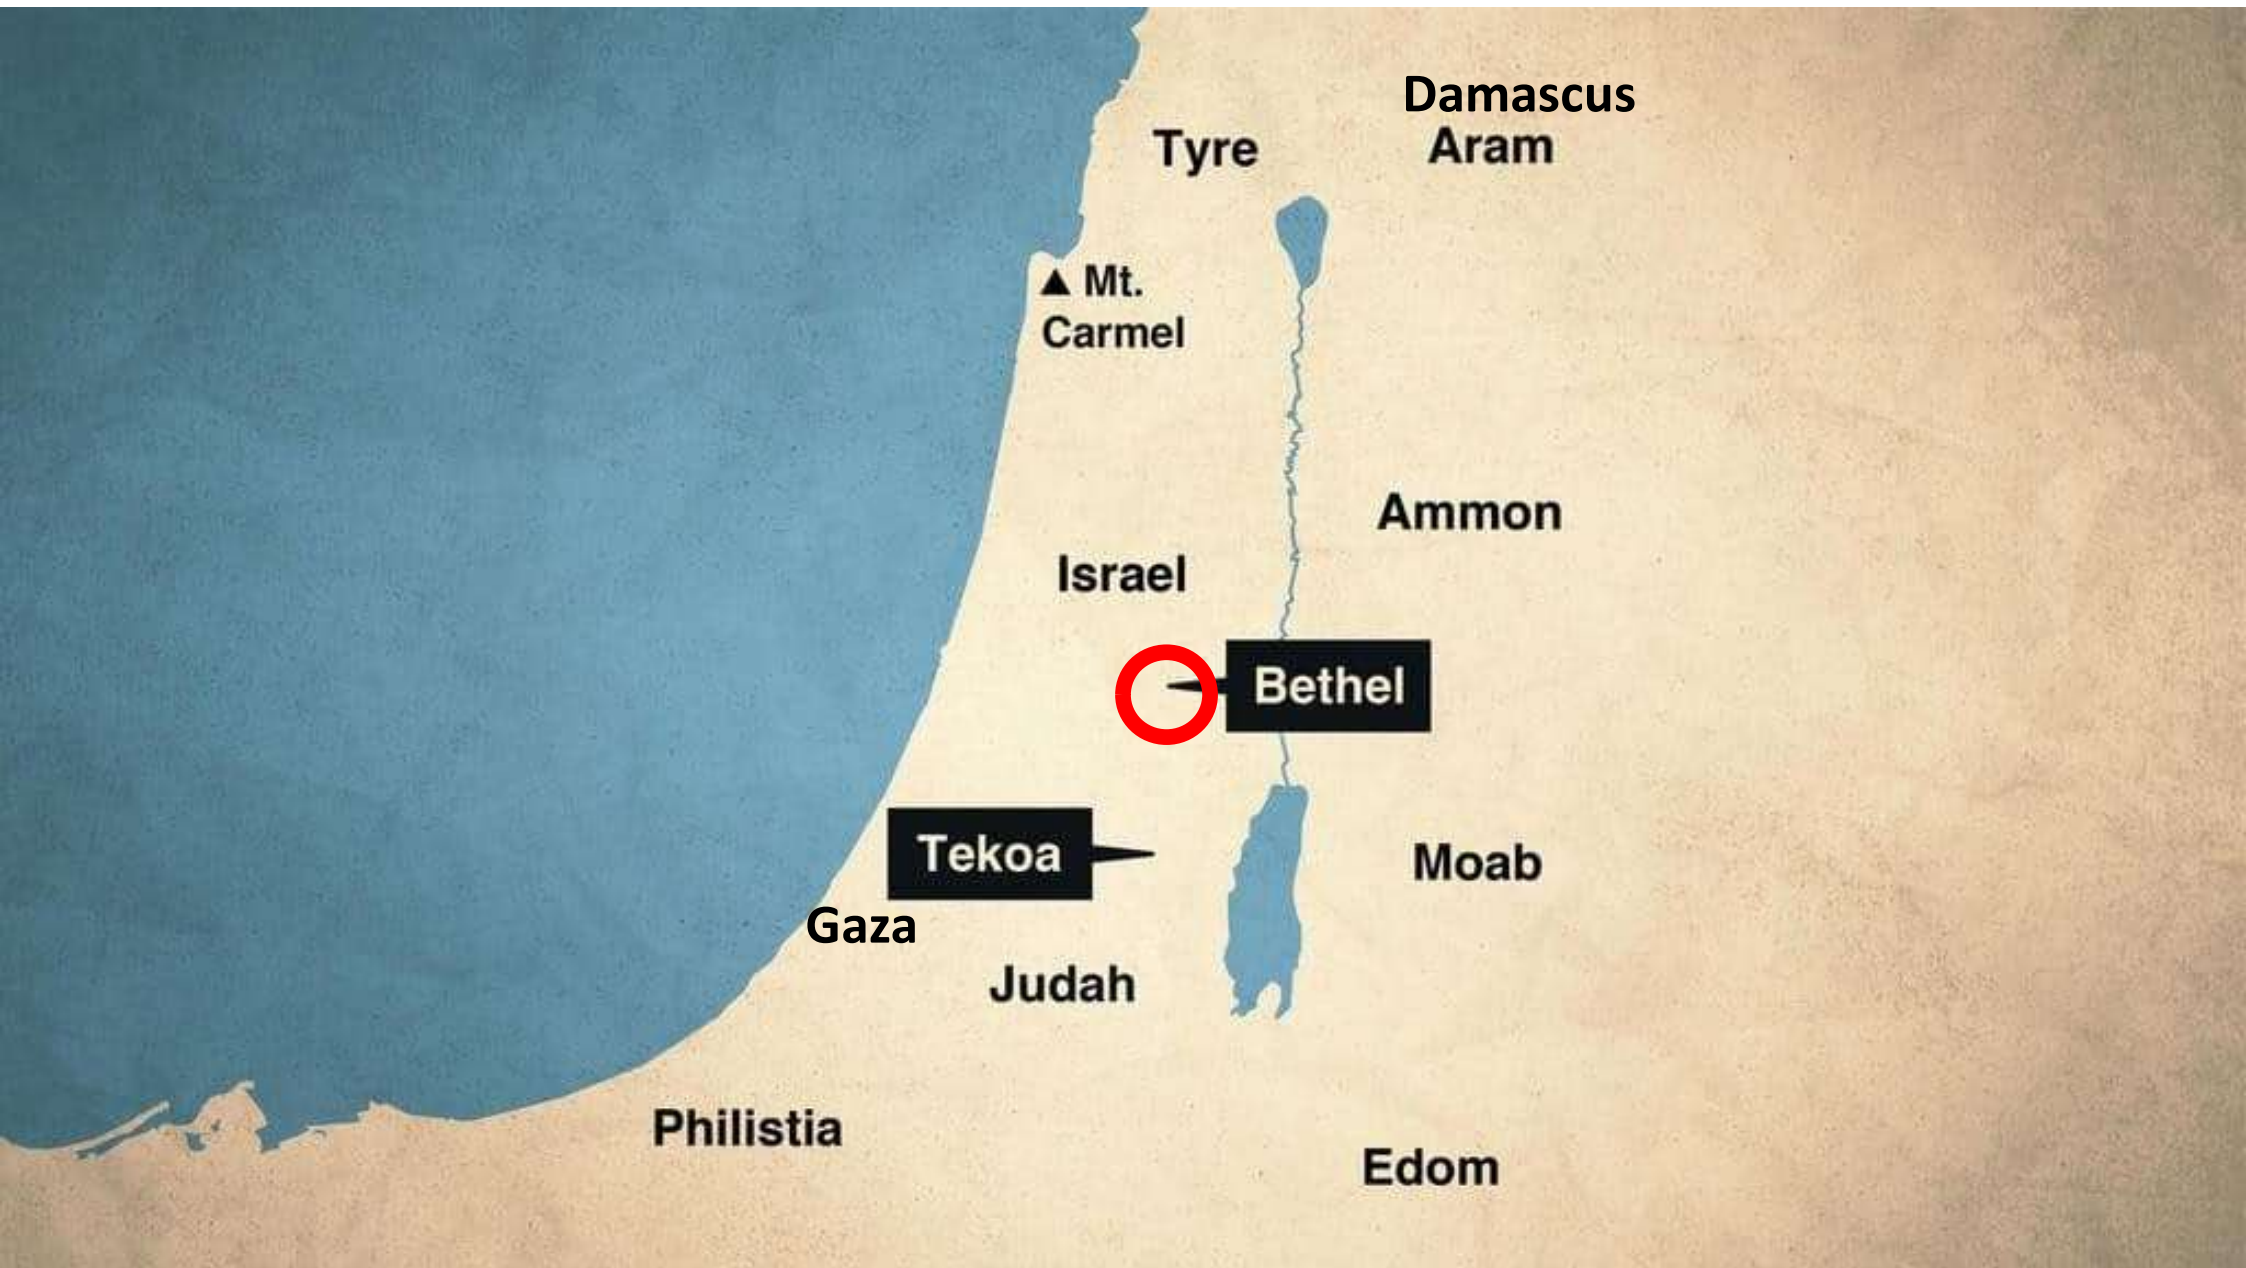 Damascus
Tyre
Aram
Mt.
Carmel
Ammon
Israel
Bethel
Tekoa
Moab
Gaza
Judah
Philistia
Edom